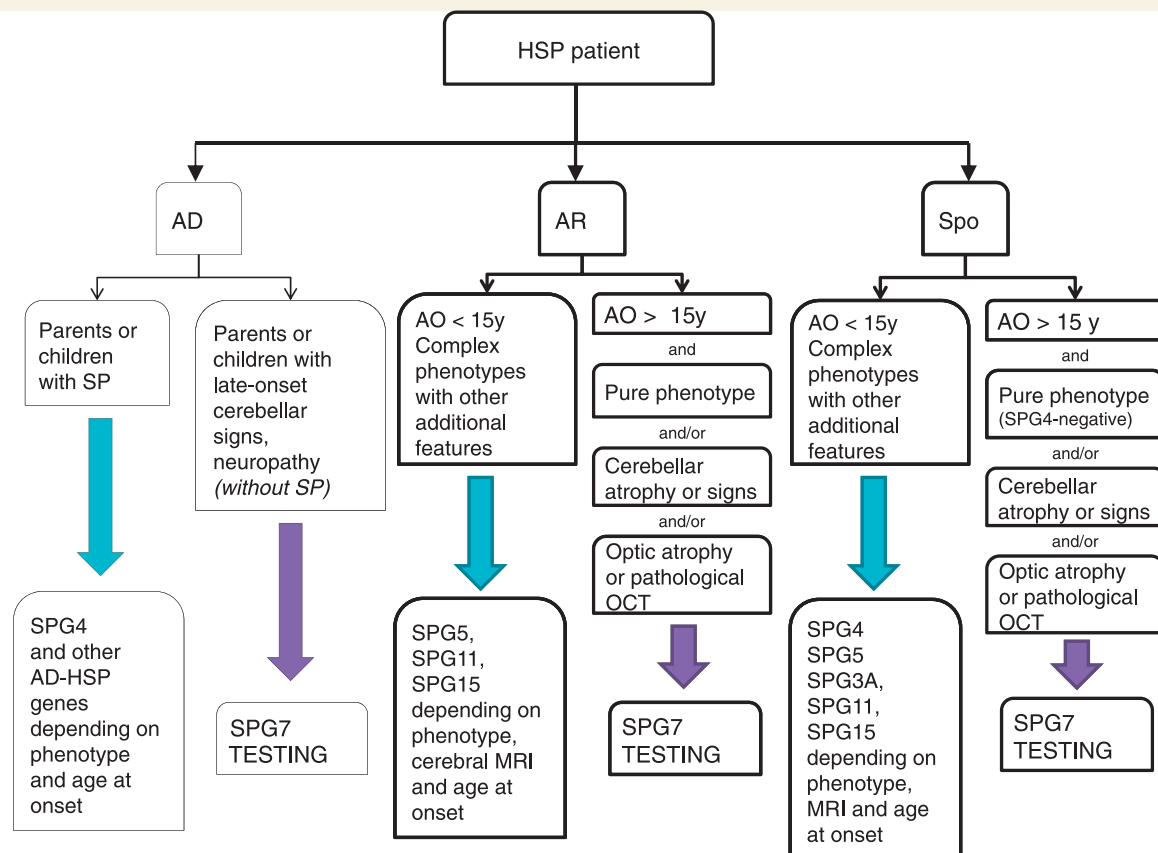 HSP patient
AD
AR
Spo
Parents or
children
with SP
Parents or
children with
late-onset
cerebellar
signs,
neuropathy
(without SP)
AO < 15y
Complex
phenotypes
with other
additional
features
AO > 15y
and
Pure phenotype
and/or
Cerebellar
atrophy or signs
and/or
Optic atrophy
or pathological
OCT
AO < 15y
Complex
phenotypes
with other
additional
features
AO > 15 y
and
Pure phenotype
(SPG4-negative)
and/or
Cerebellar
atrophy or signs
and/or
Optic atrophy
or pathological
OCT
SPG4
and other
AD-HSP
genes
depending on
phenotype
and age at
onset
SPG7
TESTING
SPG5,
SPG11,
SPG15
depending on
phenotype,
cerebral MRI
and age at
onset
SPG7
TESTING
SPG4
SPG5
SPG3A,
SPG11,
SPG15
depending on
phenotype,
MRI and age
at onset
SPG7
TESTING